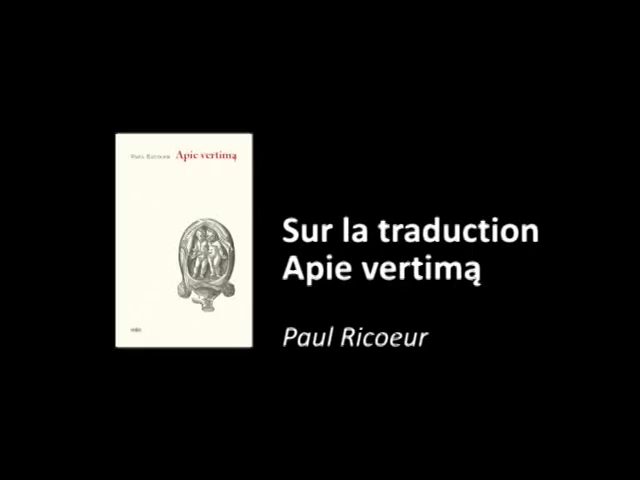 Paul Ricoeur Apie vertimą
Sur la traduction
Apie vertimą
Paul Ricoeur